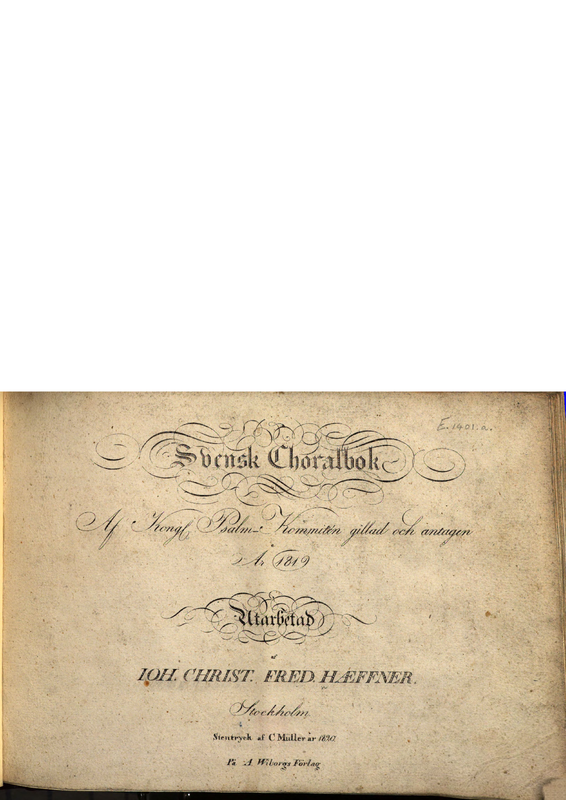 E.1401.a.
Svensk Choralbok
Af Kongl. Psalm-Kommitén gillad och antagen
År 1819
Utarbetad
af
IOH. CHRIST. FRED. HÆFFNER.
Stockholm.
Stentryck af C Müller år
På A Wiborgs Förlag